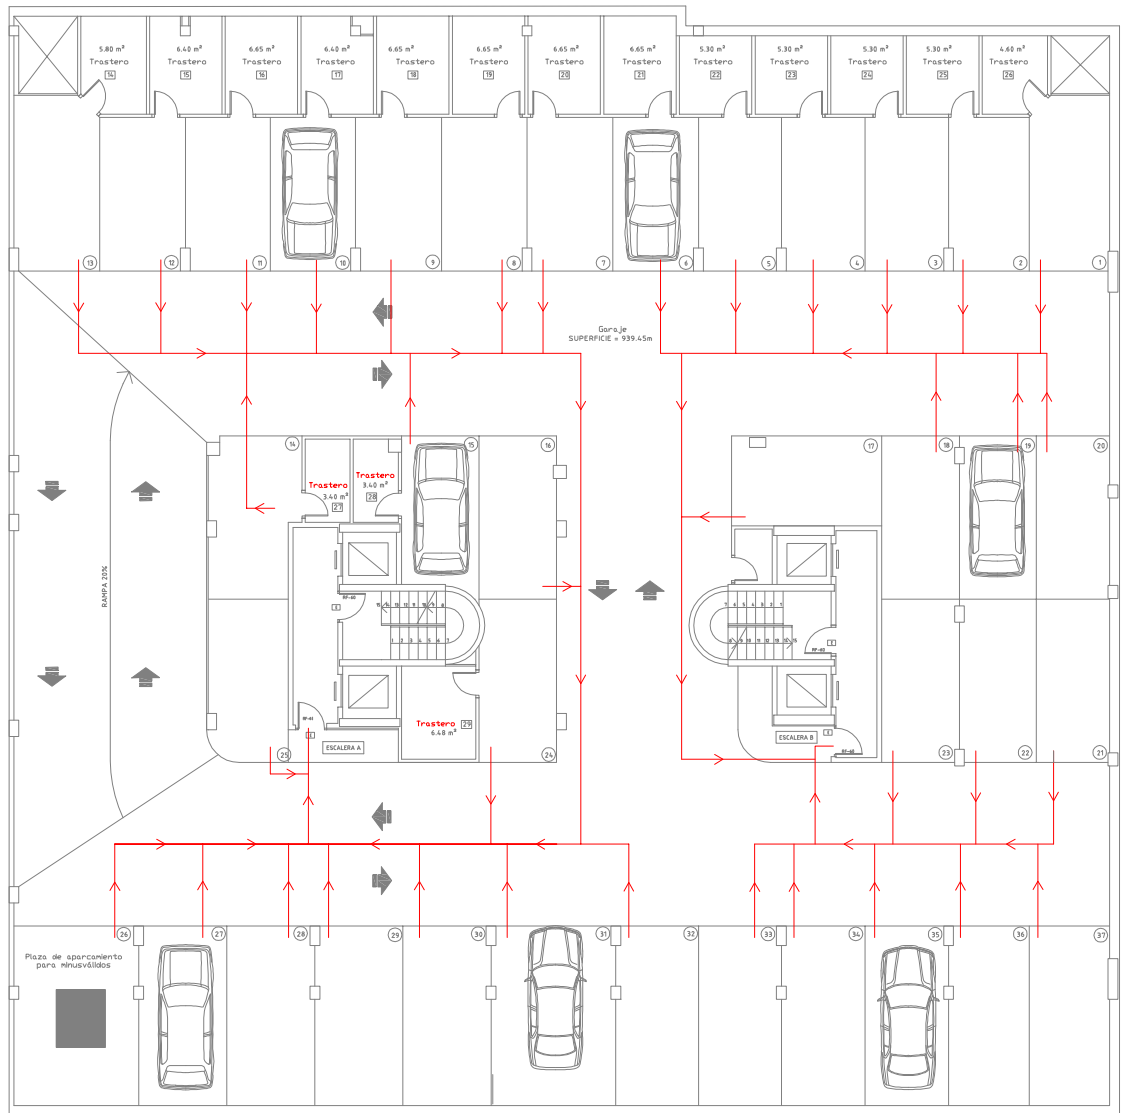 5.80 m²
Trastero
14
6.40 m²
Trastero
15
6.65 m²
Trastero
16
6.40 m²
Trastero
17
6.65 m²
Trastero
18
6.65 m²
Trastero
19
6.65 m²
Trastero
20
6.65 m²
Trastero
21
5.30 m²
Trastero
22
5.30 m²
Trastero
23
5.30 m²
Trastero
24
5.30 m²
Trastero
25
4.60 m²
Trastero
26
13
12
11
10
9
8
7
6
5
4
3
2
1
Garaje
SUPERFICIE = 939.45m
14
15
16
17
18
19
20
Trastero
3.40 m²
27
Trastero
3.40 m²
28
RAMPA 20%
RF-60
RF-60
Trastero
29
6.48 m²
ESCALERA A
ESCALERA B
RF-60
25
24
23
22
21
26
27
28
29
30
31
32
33
34
35
36
37
Plaza de aparcamiento
para minusválidos